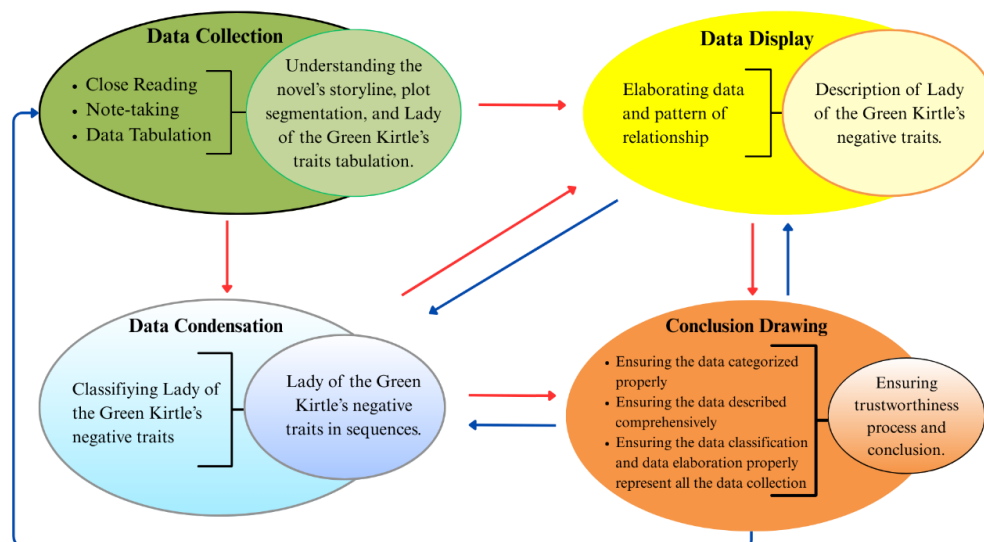 Data Collection
• Close Reading
• Note-taking
• Data Tabulation
Understanding the
novel's storyline, plot
segmentation, and Lady
of the Green Kirtle's
traits tabulation.
Data Display
Elaborating data
and pattern of
relationship
Description of Lady
of the Green Kirtle's
negative traits.
Data Condensation
Classifiying Lady of
the Green Kirtle's
negative traits
Lady of the Green
Kirtle's negative
traits in sequences.
Conclusion Drawing
• Ensuring the data categorized
properly
• Ensuring the data described
comprehensively
• Ensuring the data classification
and data elaboration properly
represent all the data collection
Ensuring
trustworthiness
process and
conclusion.